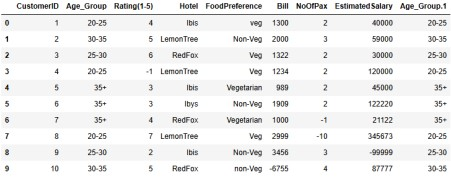 CustomerID Age_Group Rating(1-5) Hotel FoodPreference Bill NoOfPax EstimatedSalary Age_Group.1
0 1 20-25 4 Ibis veg 1300 2 40000 20-25
1 2 30-35 5 LemonTree Non-Veg 2000 3 59000 30-35
2 3 25-30 6 RedFox Veg 1322 2 30000 25-30
3 4 20-25 -1 LemonTree Veg 1234 2 120000 20-25
4 5 35+ 3 Ibis Vegetarian 989 2 45000 35+
5 6 35+ 3 Ibys Non-Veg 1909 2 122220 35+
6 7 35+ 4 RedFox Vegetarian 1000 -1 21122 35+
7 8 20-25 7 LemonTree Veg 2999 -10 345673 20-25
8 9 25-30 2 Ibis Non-Veg 3456 3 -99999 25-30
9 10 30-35 5 RedFox non-Veg -6755 4 87777 30-35